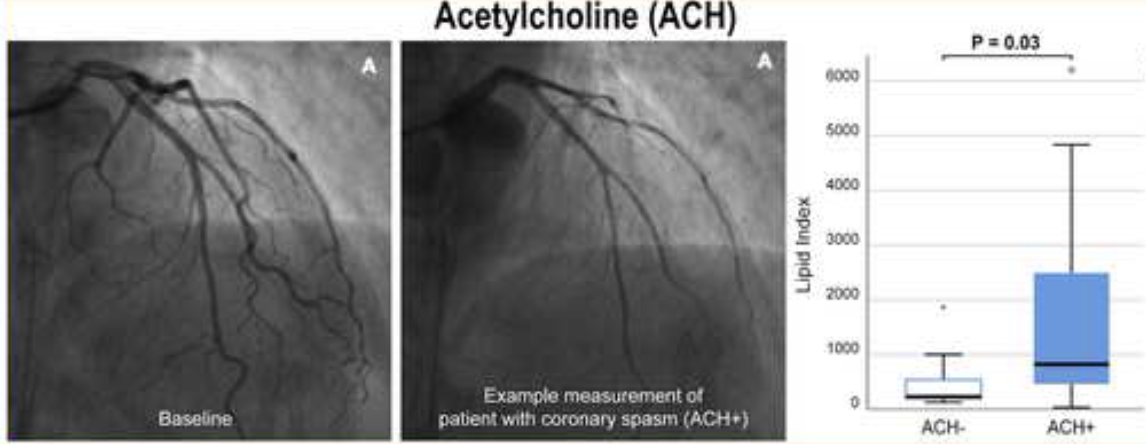 Acetylcholine (ACH)
A
Baseline
A
Example measurement of
patient with coronary spasm (ACH+)
P = 0.03
Lipid Index
6000
5000
4000
3000
2000
1000
0
ACH-
ACH+